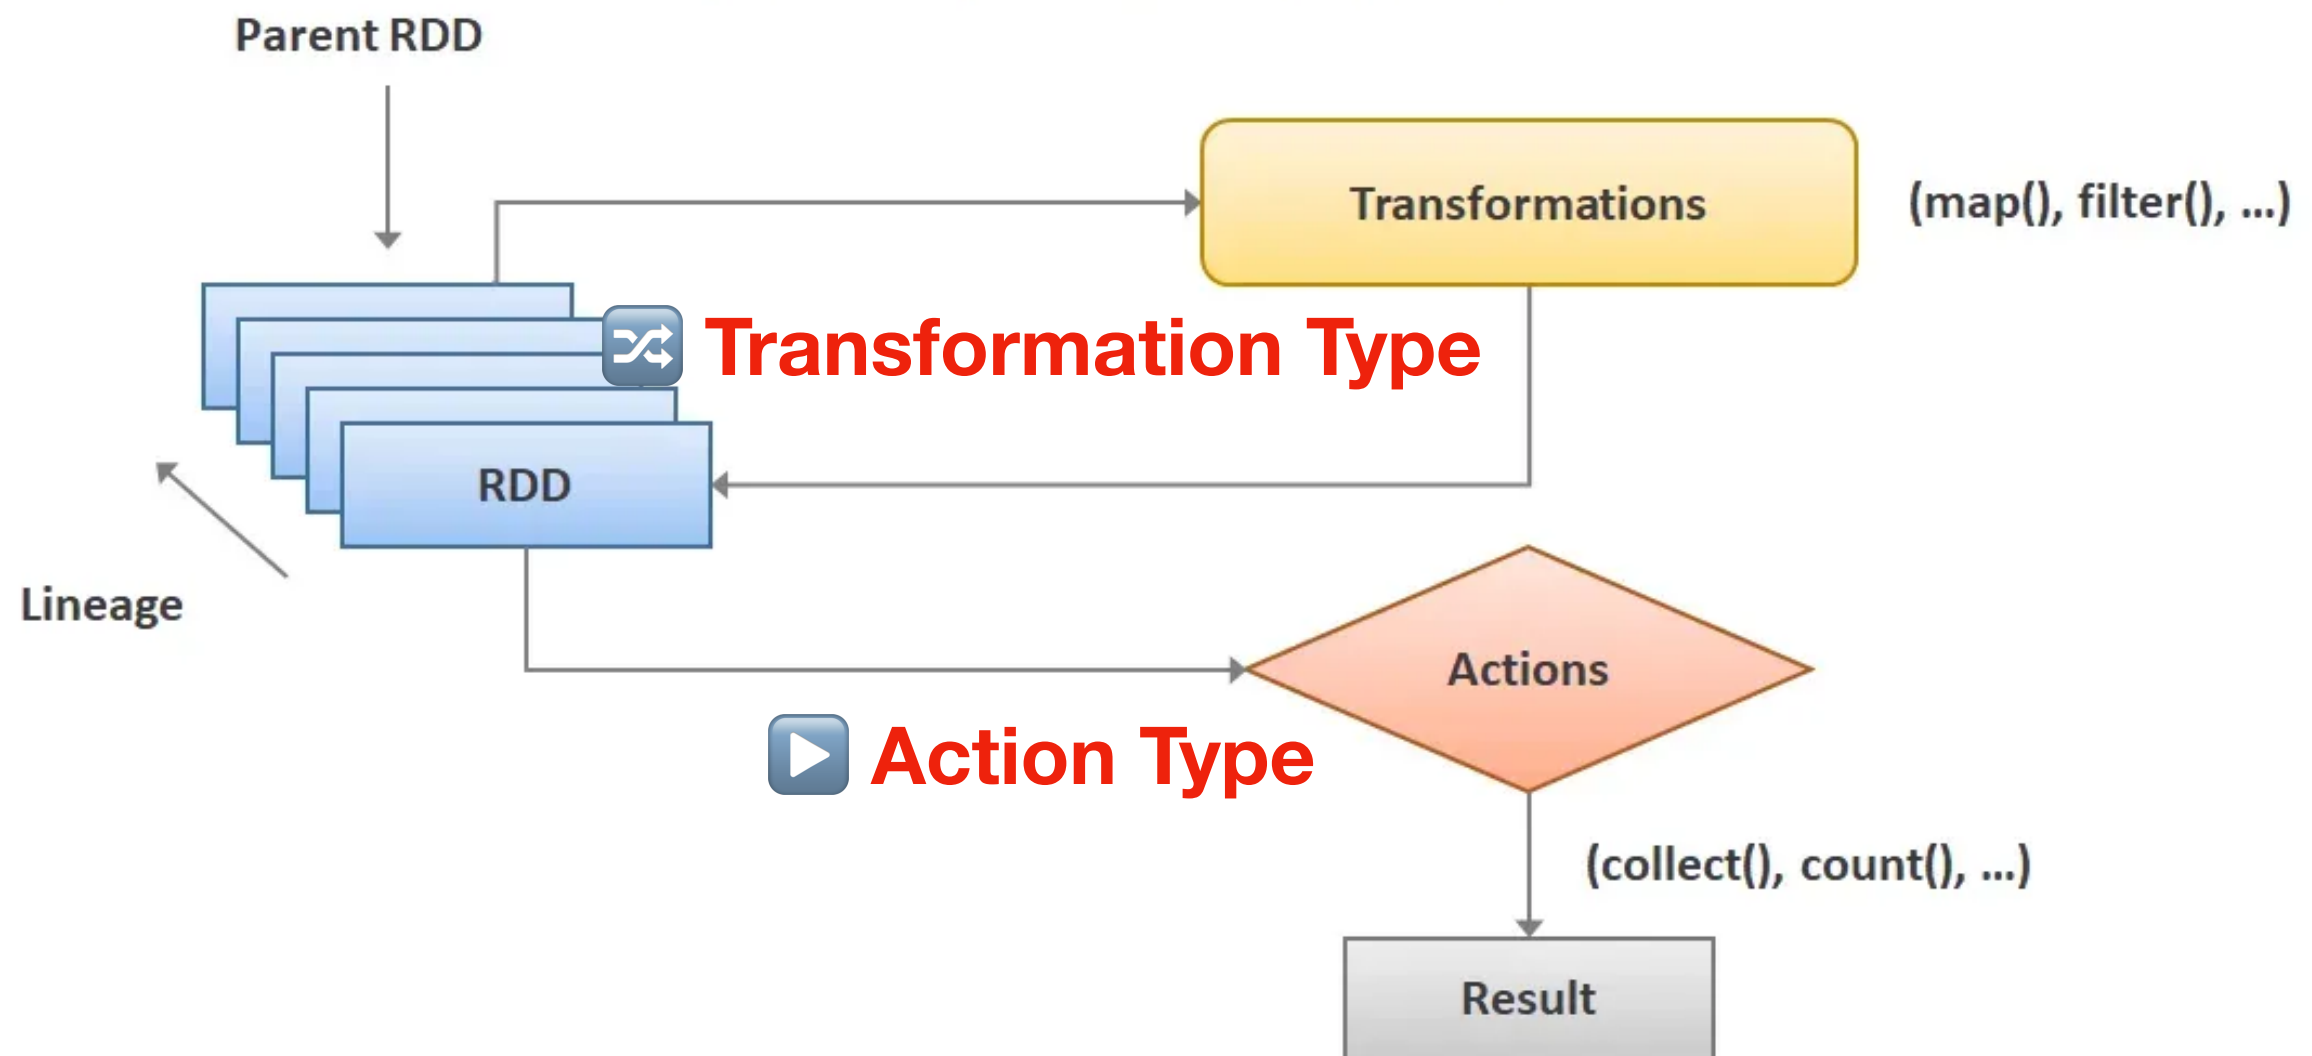 Parent RDD
Transformations
(map(), filter(), ...)
🔀 Transformation Type
RDD
Lineage
Actions
▶️ Action Type
(collect(), count(), ...)
Result